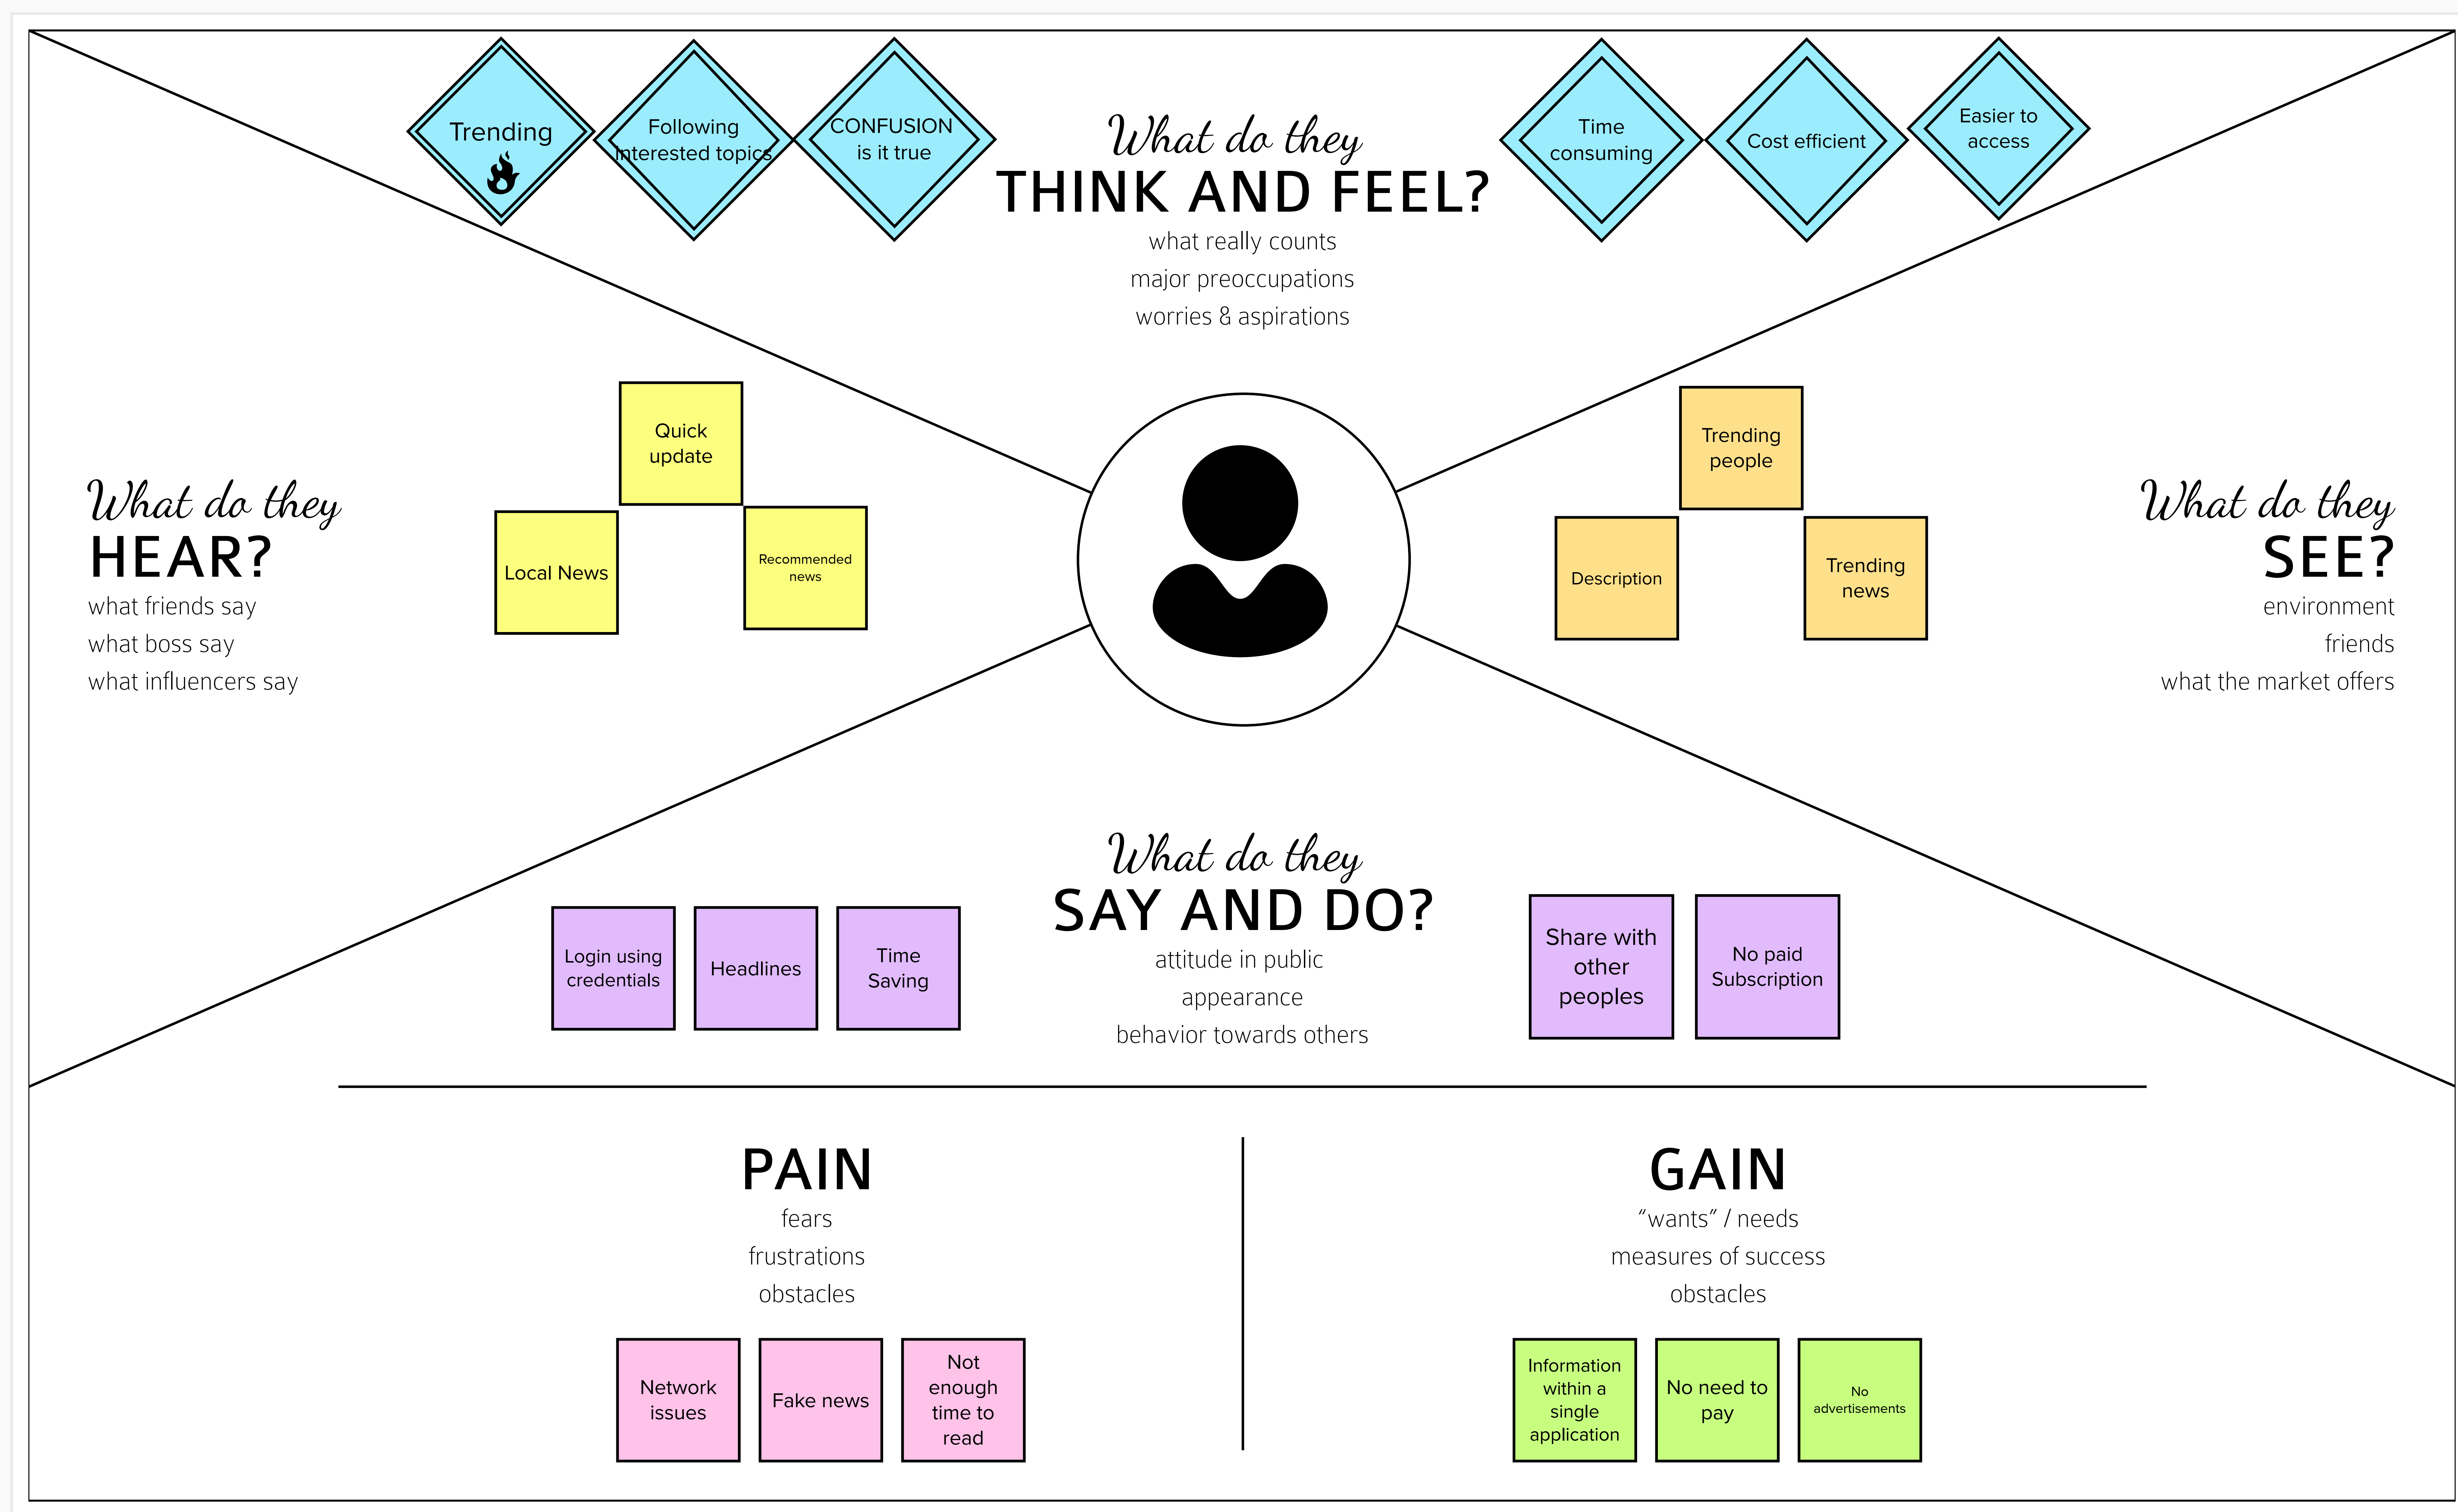 Trending
Following
interested topics
CONFUSION
is it true
What do they
THINK AND FEEL?
what really counts
major preoccupations
worries & aspirations
Time
consuming
Cost efficient
Easier to
access
What do they
HEAR?
what friends say
what boss say
what influencers say
Quick
update
Local News
Recommended
news
Trending
people
Description
Trending
news
What do they
SEE?
environment
friends
what the market offers
Login using
credentials
Headlines
Time
Saving
What do they
SAY AND DO?
attitude in public
appearance
behavior towards others
Share with
other
peoples
No paid
Subscription
PAIN
fears
frustrations
obstacles
Network
issues
Fake news
Not
enough
time to
read
GAIN
“wants” / needs
measures of success
obstacles
Information
within a
single
application
No need to
pay
No
advertisements